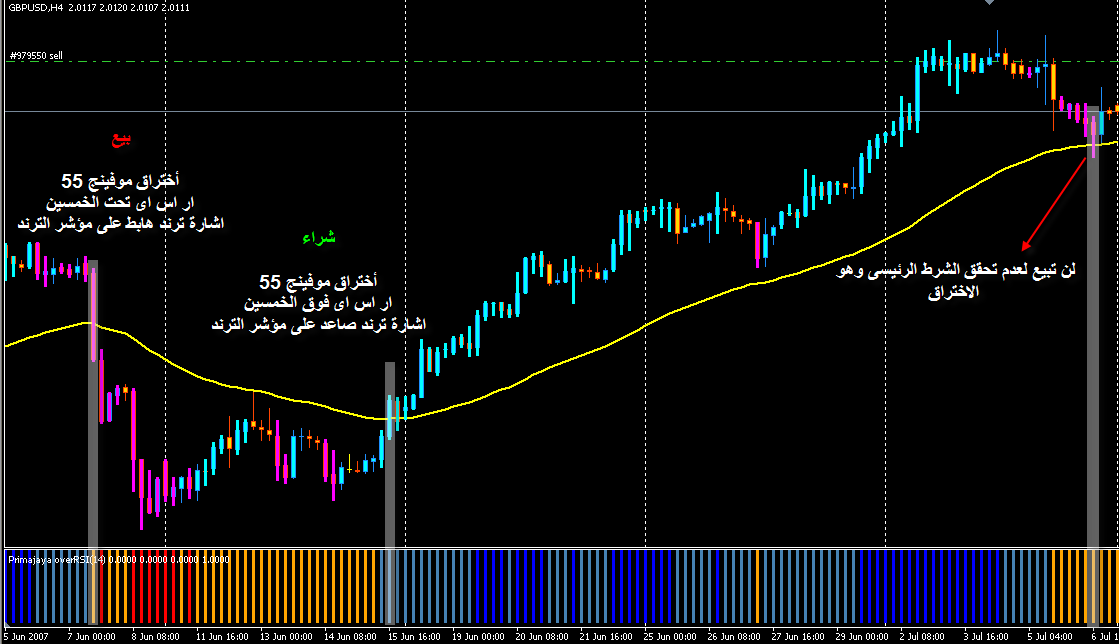 GBPUSD,H4 2.0117 2.0120 2.0107 2.0111
#979550 sell
بيع
أختراق موفينج 55
ار اس اى تحت الخمسين
اشارة ترند هابط على مؤشر الترند
شراء
أختراق موفينج 55
ار اس اى فوق الخمسين
اشارة ترند صاعد على مؤشر الترند
لن تبيع لعدم تحقق الشرط الرئيسى وهو
الاختراق
Primajaya overRSI(14) 0.0000 0.0000 0.0000 1.0000
5 Jun 2007 7 Jun 00:00 8 Jun 08:00 11 Jun 16:00 13 Jun 00:00 14 Jun 08:00 15 Jun 16:00 19 Jun 00:00 20 Jun 08:00 21 Jun 16:00 25 Jun 00:00 26 Jun 08:00 27 Jun 16:00 29 Jun 00:00 2 Jul 08:00 3 Jul 16:00 5 Jul 04:00 6 Jul 1